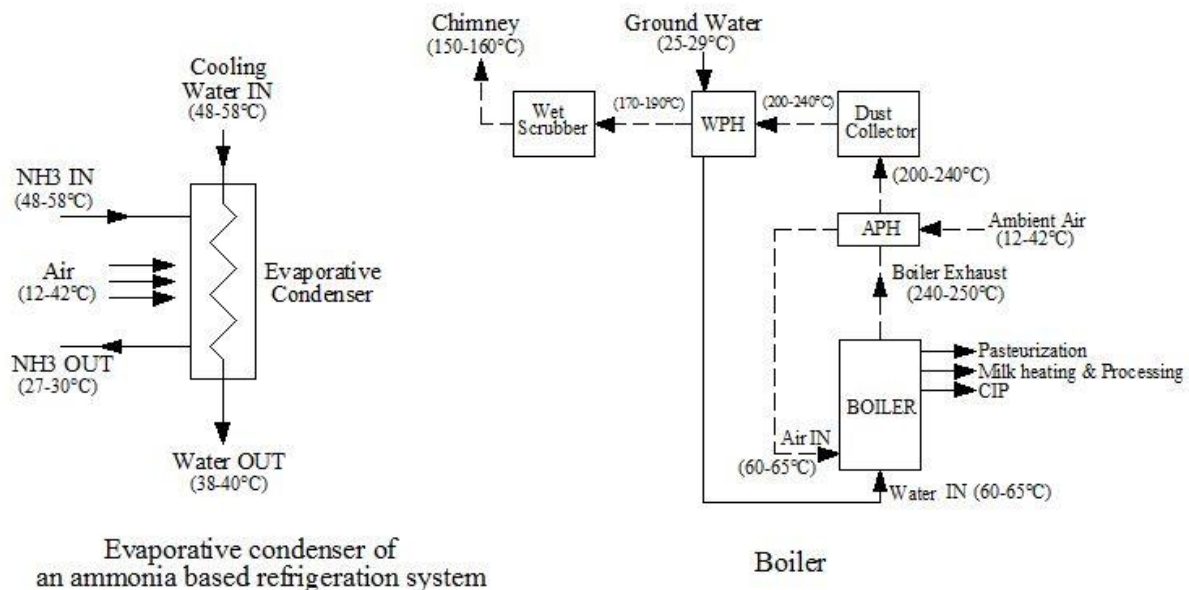 Cooling
Water IN
(48-58°C)
NH3 IN
(48-58°C)
Air
(12-42°C)
Evaporative
Condenser
NH3 OUT
(27-30°C)
Water OUT
(38-40°C)
Evaporative condenser of
an ammonia based refrigeration system
Chimney
(150-160°C)
Ground Water
(25-29°C)
Wet
Scrubber
(170-190°C)
WPH
(200-240°C)
Dust
Collector
(200-240°C)
APH
Ambient Air
(12-42°C)
Boiler Exhaust
(240-250°C)
BOILER
Pasteurization
Milk heating & Processing
CIP
Air IN
(60-65°C)
Water IN (60-65°C)
Boiler